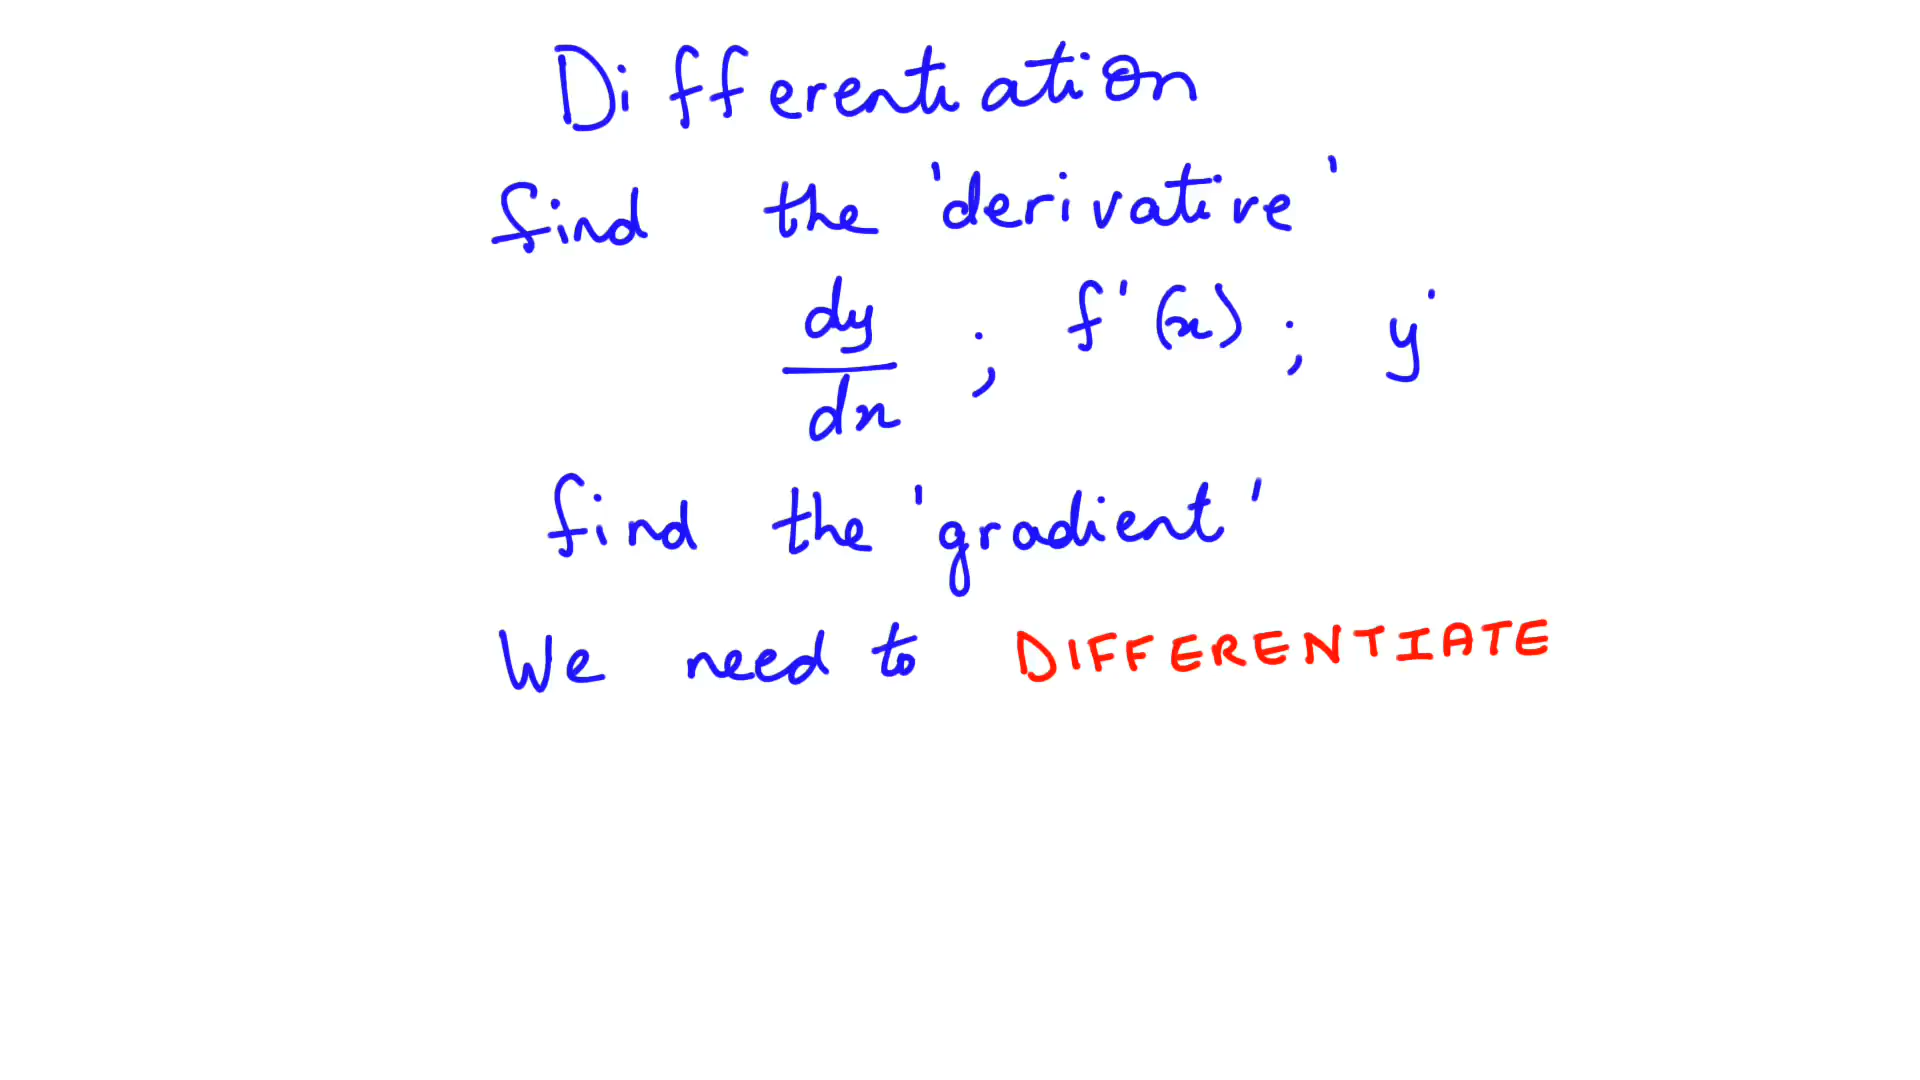 Differentiation
find the 'derivative'
dy/dx ; f'(x) ; y'
find the 'gradient'
We need to DIFFERENTIATE